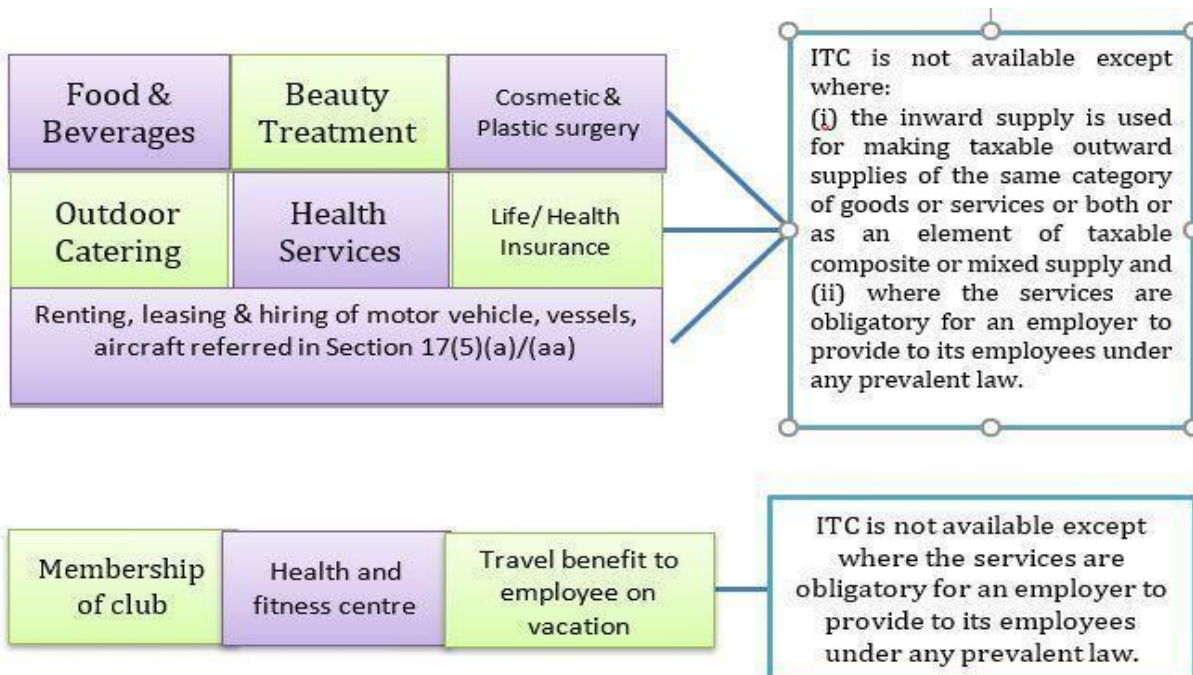 Food &
Beverages
Beauty
Treatment
Cosmetic &
Plastic surgery
Outdoor
Catering
Health
Services
Life/ Health
Insurance
Renting, leasing & hiring of motor vehicle, vessels,
aircraft referred in Section 17(5)(a)/(aa)
ITC is not available except
where:
(i) the inward supply is used
for making taxable outward
supplies of the same category
of goods or services or both or
as an element of taxable
composite or mixed supply and
(ii) where the services are
obligatory for an employer to
provide to its employees under
any prevalent law.
Membership
of club
Health and
fitness centre
Travel benefit to
employee on
vacation
ITC is not available except
where the services are
obligatory for an employer to
provide to its employees
under any prevalent law.